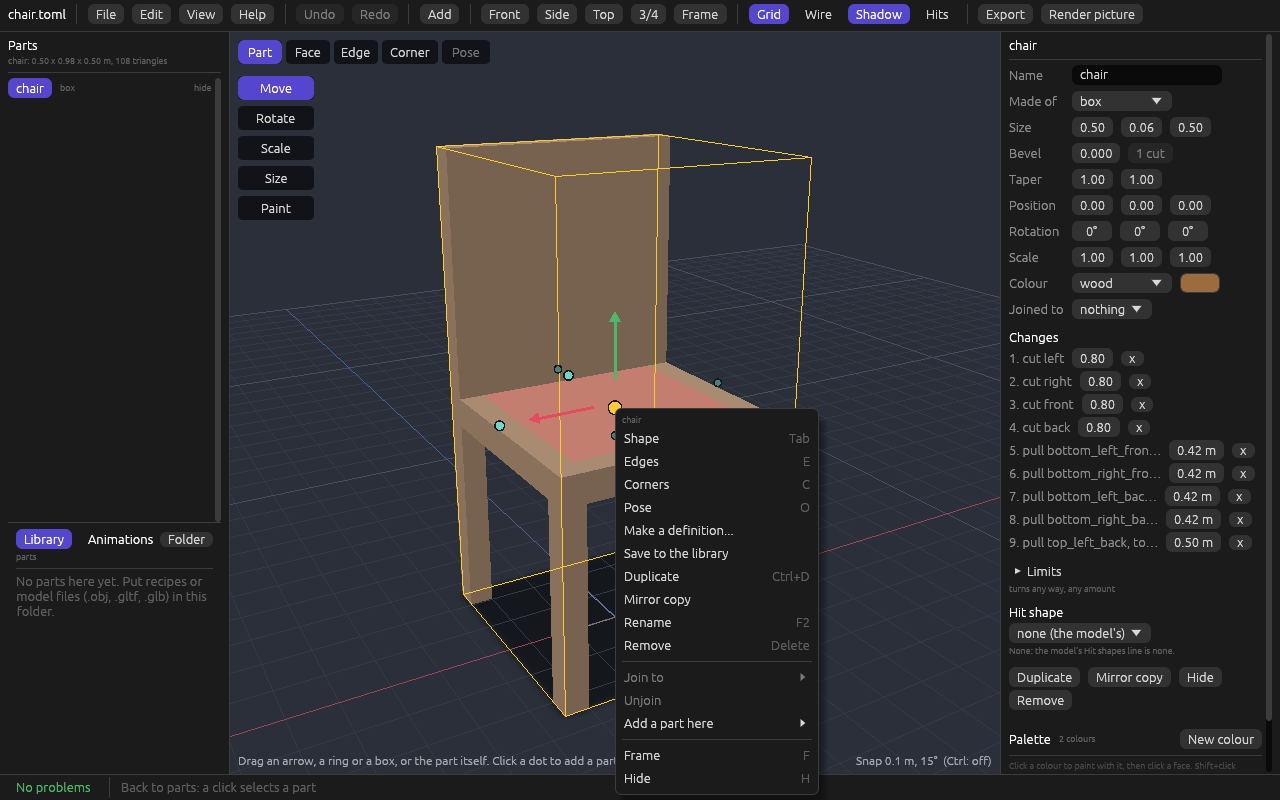 chair.toml File Edit View Help Undo Redo Add Front Side Top 3/4 Frame Grid Wire Shadow Hits Export Render picture
Parts
chair: 0.50 x 0.98 x 0.50 m, 108 triangles
chair box hide
Library Animations Folder
parts
No parts here yet. Put recipes or
model files (.obj, .gltf, .glb) in this
folder.
Part Face Edge Corner Pose
Move
Rotate
Scale
Size
Paint
chair
Shape Tab
Edges E
Corners C
Pose O
Make a definition...
Save to the library
Duplicate Ctrl+D
Mirror copy
Rename F2
Remove Delete
Join to
Unjoin
Add a part here
Frame F
Hide H
Drag an arrow, a ring or a box, or the part itself. Click a dot to add a part
Snap 0.1 m, 15° (Ctrl: off)
chair
Name chair
Made of box
Size 0.50 0.06 0.50
Bevel 0.000 1 cut
Taper 1.00 1.00
Position 0.00 0.00 0.00
Rotation 0° 0° 0°
Scale 1.00 1.00 1.00
Colour wood
Joined to nothing
Changes
1. cut left 0.80 x
2. cut right 0.80 x
3. cut front 0.80 x
4. cut back 0.80 x
5. pull bottom_left_fron... 0.42 m x
6. pull bottom_right_fro... 0.42 m x
7. pull bottom_left_bac... 0.42 m x
8. pull bottom_right_ba... 0.42 m x
9. pull top_left_back, to... 0.50 m x
Limits
turns any way, any amount
Hit shape
none (the model's)
None: the model's Hit shapes line is none.
Duplicate Mirror copy Hide
Remove
Palette 2 colours New colour
Click a colour to paint with it, then click a face. Shift+click
No problems Back to parts: a click selects a part